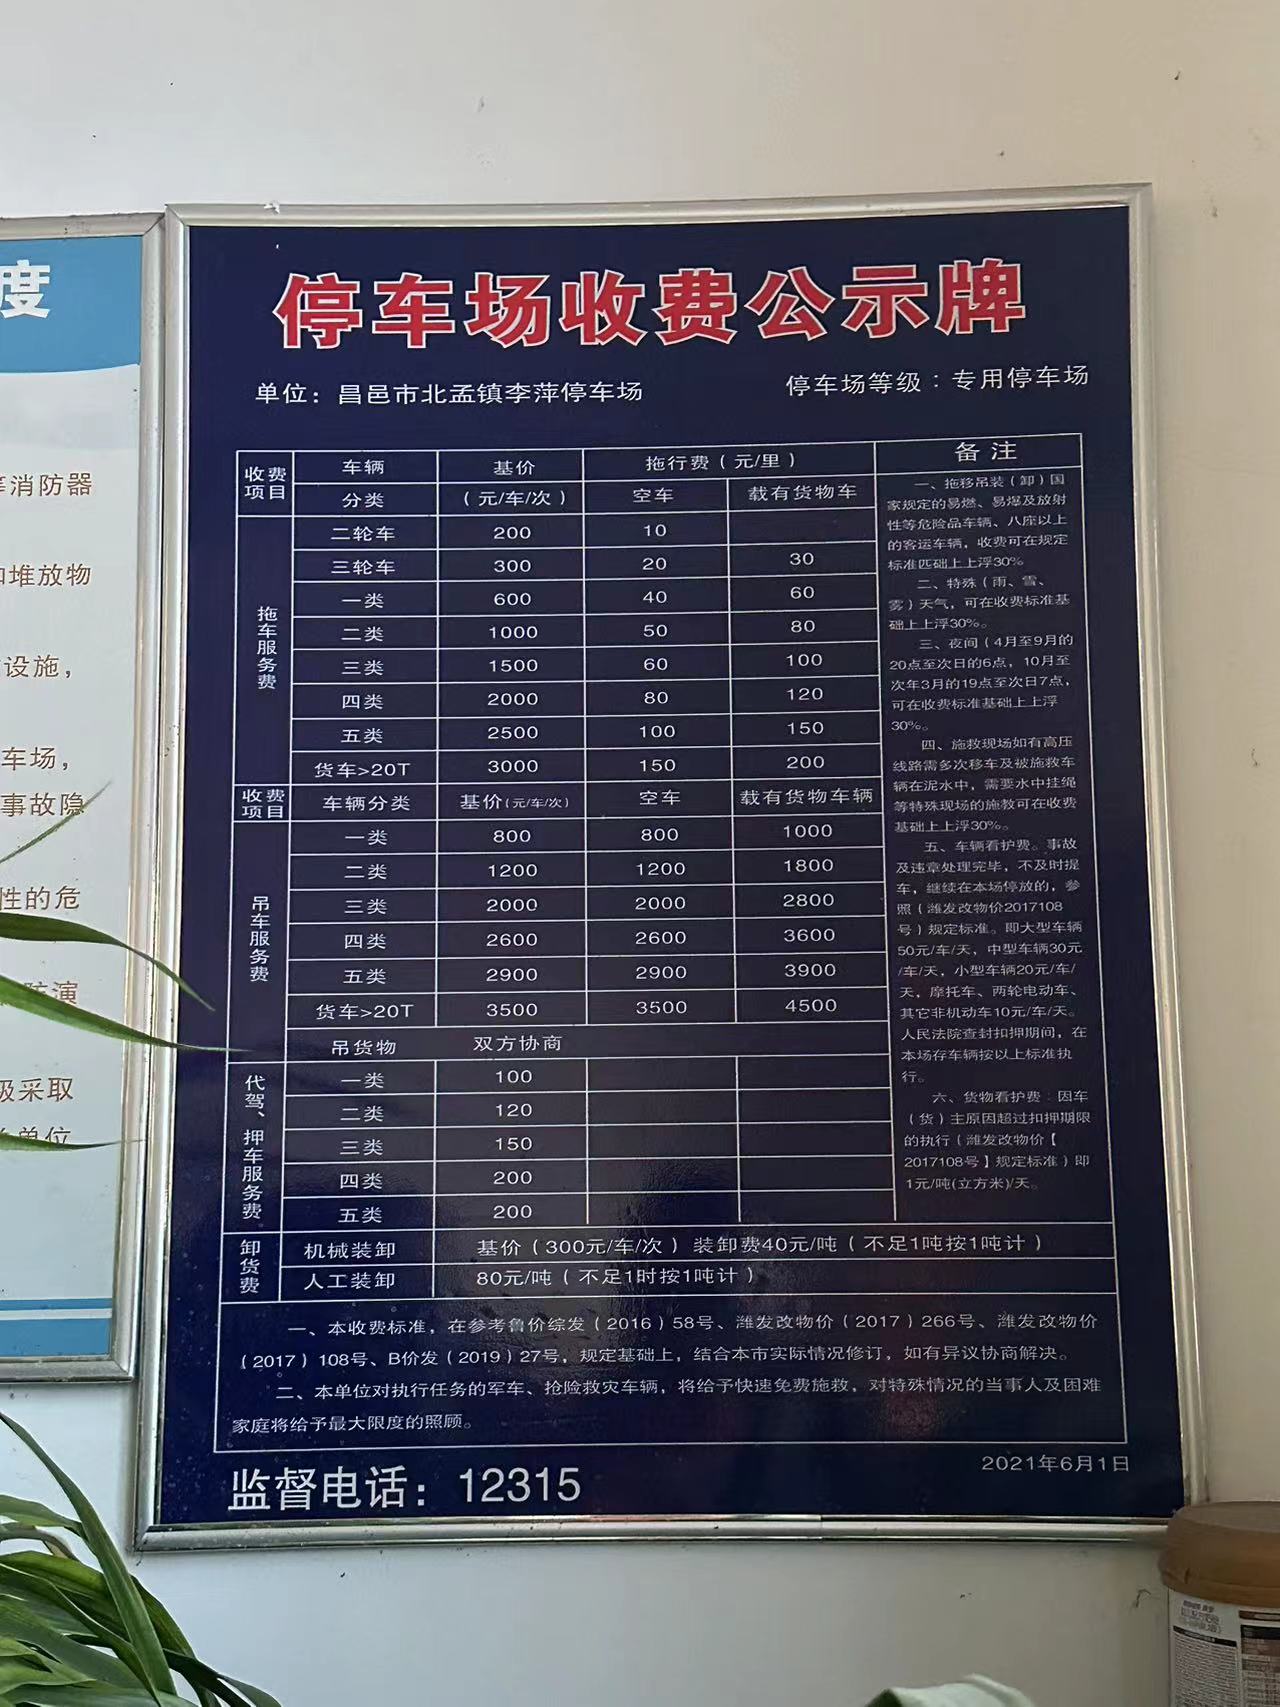 度
消防器
堆放物
设施，
车场，
事故隐
性的危
防演
级采取
单位
停车场收费公示牌
单位：昌邑市北孟镇李萍停车场
停车场等级：专用停车场
收费项目 车辆 基价 拖行费（元/里）
分类 （元/车/次） 空车 载有货物车
拖车服务费
二轮车 200 10
三轮车 300 20 30
一类 600 40 60
二类 1000 50 80
三类 1500 60 100
四类 2000 80 120
五类 2500 100 150
货车>20T 3000 150 200
收费项目 车辆分类 基价(元/车/次) 空车 载有货物车辆
吊车服务费
一类 800 800 1000
二类 1200 1200 1800
三类 2000 2000 2800
四类 2600 2600 3600
五类 2900 2900 3900
货车>20T 3500 3500 4500
吊货物 双方协商
代驾、押车服务费
一类 100
二类 120
三类 150
四类 200
五类 200
卸货费
机械装卸 基价（300元/车/次）装卸费40元/吨（不足1吨按1吨计）
人工装卸 80元/吨（不足1时按1吨计）
备注
一、拖移吊装（卸）国
家规定的易燃、易爆及放射
性等危险品车辆、八座以上
的客运车辆，收费可在规定
标准匹础上上浮30%
二、特殊（雨、雪、
雾）天气，可在收费标准基
础上上浮30%。
三、夜间（4月至9月的
20点至次日的6点，10月至
次年3月的19点至次日7点，
可在收费标准基础上上浮
30%。
四、施救现场如有高压
线路需多次移车及被施救车
辆在泥水中，需要水中挂绳
等特殊现场的施教可在收费
基础上上浮30%。
五、车辆看护费。事故
及违章处理完毕，不及时提
车，继续在本场停放的，参
照（潍发改物价2017108
号）规定标准。即大型车辆
50元/车/天，中型车辆30元
/车/天，小型车辆20元/车/
天，摩托车、两轮电动车、
其它非机动车10元/车/天。
人民法院查封扣押期间，在
本场存车辆按以上标准执
行。
六、货物看护费：因车
（货）主原因超过扣押期限
的执行（潍发改物价【
2017108号】规定标准）即
1元/吨(立方米)/天。
一、本收费标准，在参考鲁价综发（2016）58号、潍发改物价（2017）266号、潍发改物价
（2017）108号、B价发（2019）27号，规定基础上，结合本市实际情况修订，如有异议协商解决。
二、本单位对执行任务的军车、抢险救灾车辆，将给予快速免费施救，对特殊情况的当事人及困难
家庭将给予最大限度的照顾。
2021年6月1日
监督电话：12315